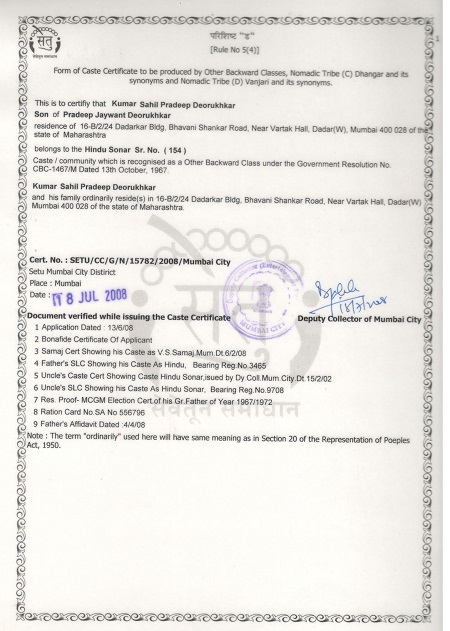 सेतु
परिशिष्ट "ड"
[Rule No 5(4)]
1
Form of Caste Certificate to be produced by Other Backward Classes, Nomadic Tribe (C) Dhangar and its
synonyms and Nomadic Tribe (D) Vanjari and its synonyms.
This is to certifiy that Kumar Sahil Pradeep Deorukhkar
Son of Pradeep Jaywant Deorukhkar
residence of 16-B/2/24 Dadarkar Bldg, Bhavani Shankar Road, Near Vartak Hall, Dadar(W), Mumbai 400 028 of the
state of Maharashtra
belongs to the Hindu Sonar Sr. No. ( 154 )
Caste / community which is recognised as a Other Backward Class under the Government Resolution No.
CBC-1467/M Dated 13th October, 1967.
Kumar Sahil Pradeep Deorukhkar
and his family ordinarily reside(s) in 16-B/2/24 Dadarkar Bldg, Bhavani Shankar Road, Near Vartak Hall, Dadar(W)
Mumbai 400 028 of the state of Maharashtra.
Cert. No. : SETU/CC/G/N/15782/2008/Mumbai City
Setu Mumbai City Distirict
Place : Mumbai
Date : 18 JUL 2008
MUMBAI CITY
18/7/2008
Deputy Collector of Mumbai City
Document verified while issuing the Caste Certificate
1 Application Dated : 13/6/08
2 Bonafide Certificate Of Applicant
3 Samaj Cert Showing his Caste as V.S.Samaj.Mum.Dt.6/2/08
4 Father's SLC Showing his Caste AH, Bearing Reg.No.3465
5 Uncle's Caste Cert Showing Caste Hindu Sonar,isued by Dy.Coll.Mum.City.Dt.15/2/02
6 Uncle's SLC Showing his Caste As Hindu Sonar, Bearing Reg.No.9708
7 Res. Proof- MCGM Election Cert.of his Gr.Father of Year 1967/1972
8 Ration Card No.SA No 556796
9 Father's Affidavit Dated :4/4/08
सेतु
सवंतून समाधान
Note : The term "ordinarily" used here will have same meaning as in Section 20 of the Representation of Poeples
Act, 1950.